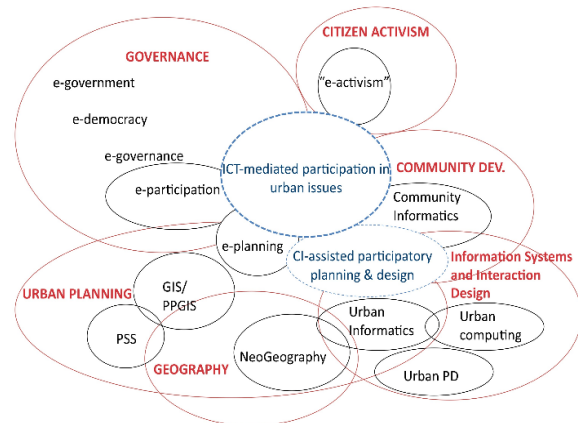 CITIZEN ACTIVISM
GOVERNANCE
e-government
"e-activism"
e-democracy
e-governance
e-participation
ICT-mediated participation in
urban issues
COMMUNITY DEV.
Community
Informatics
e-planning
CI-assisted participatory
planning & design
Information Systems
and Interaction
Design
URBAN PLANNING
GIS/
PPGIS
PSS
Urban
Informatics
Urban
computing
NeoGeography
GEOGRAPHY
Urban PD